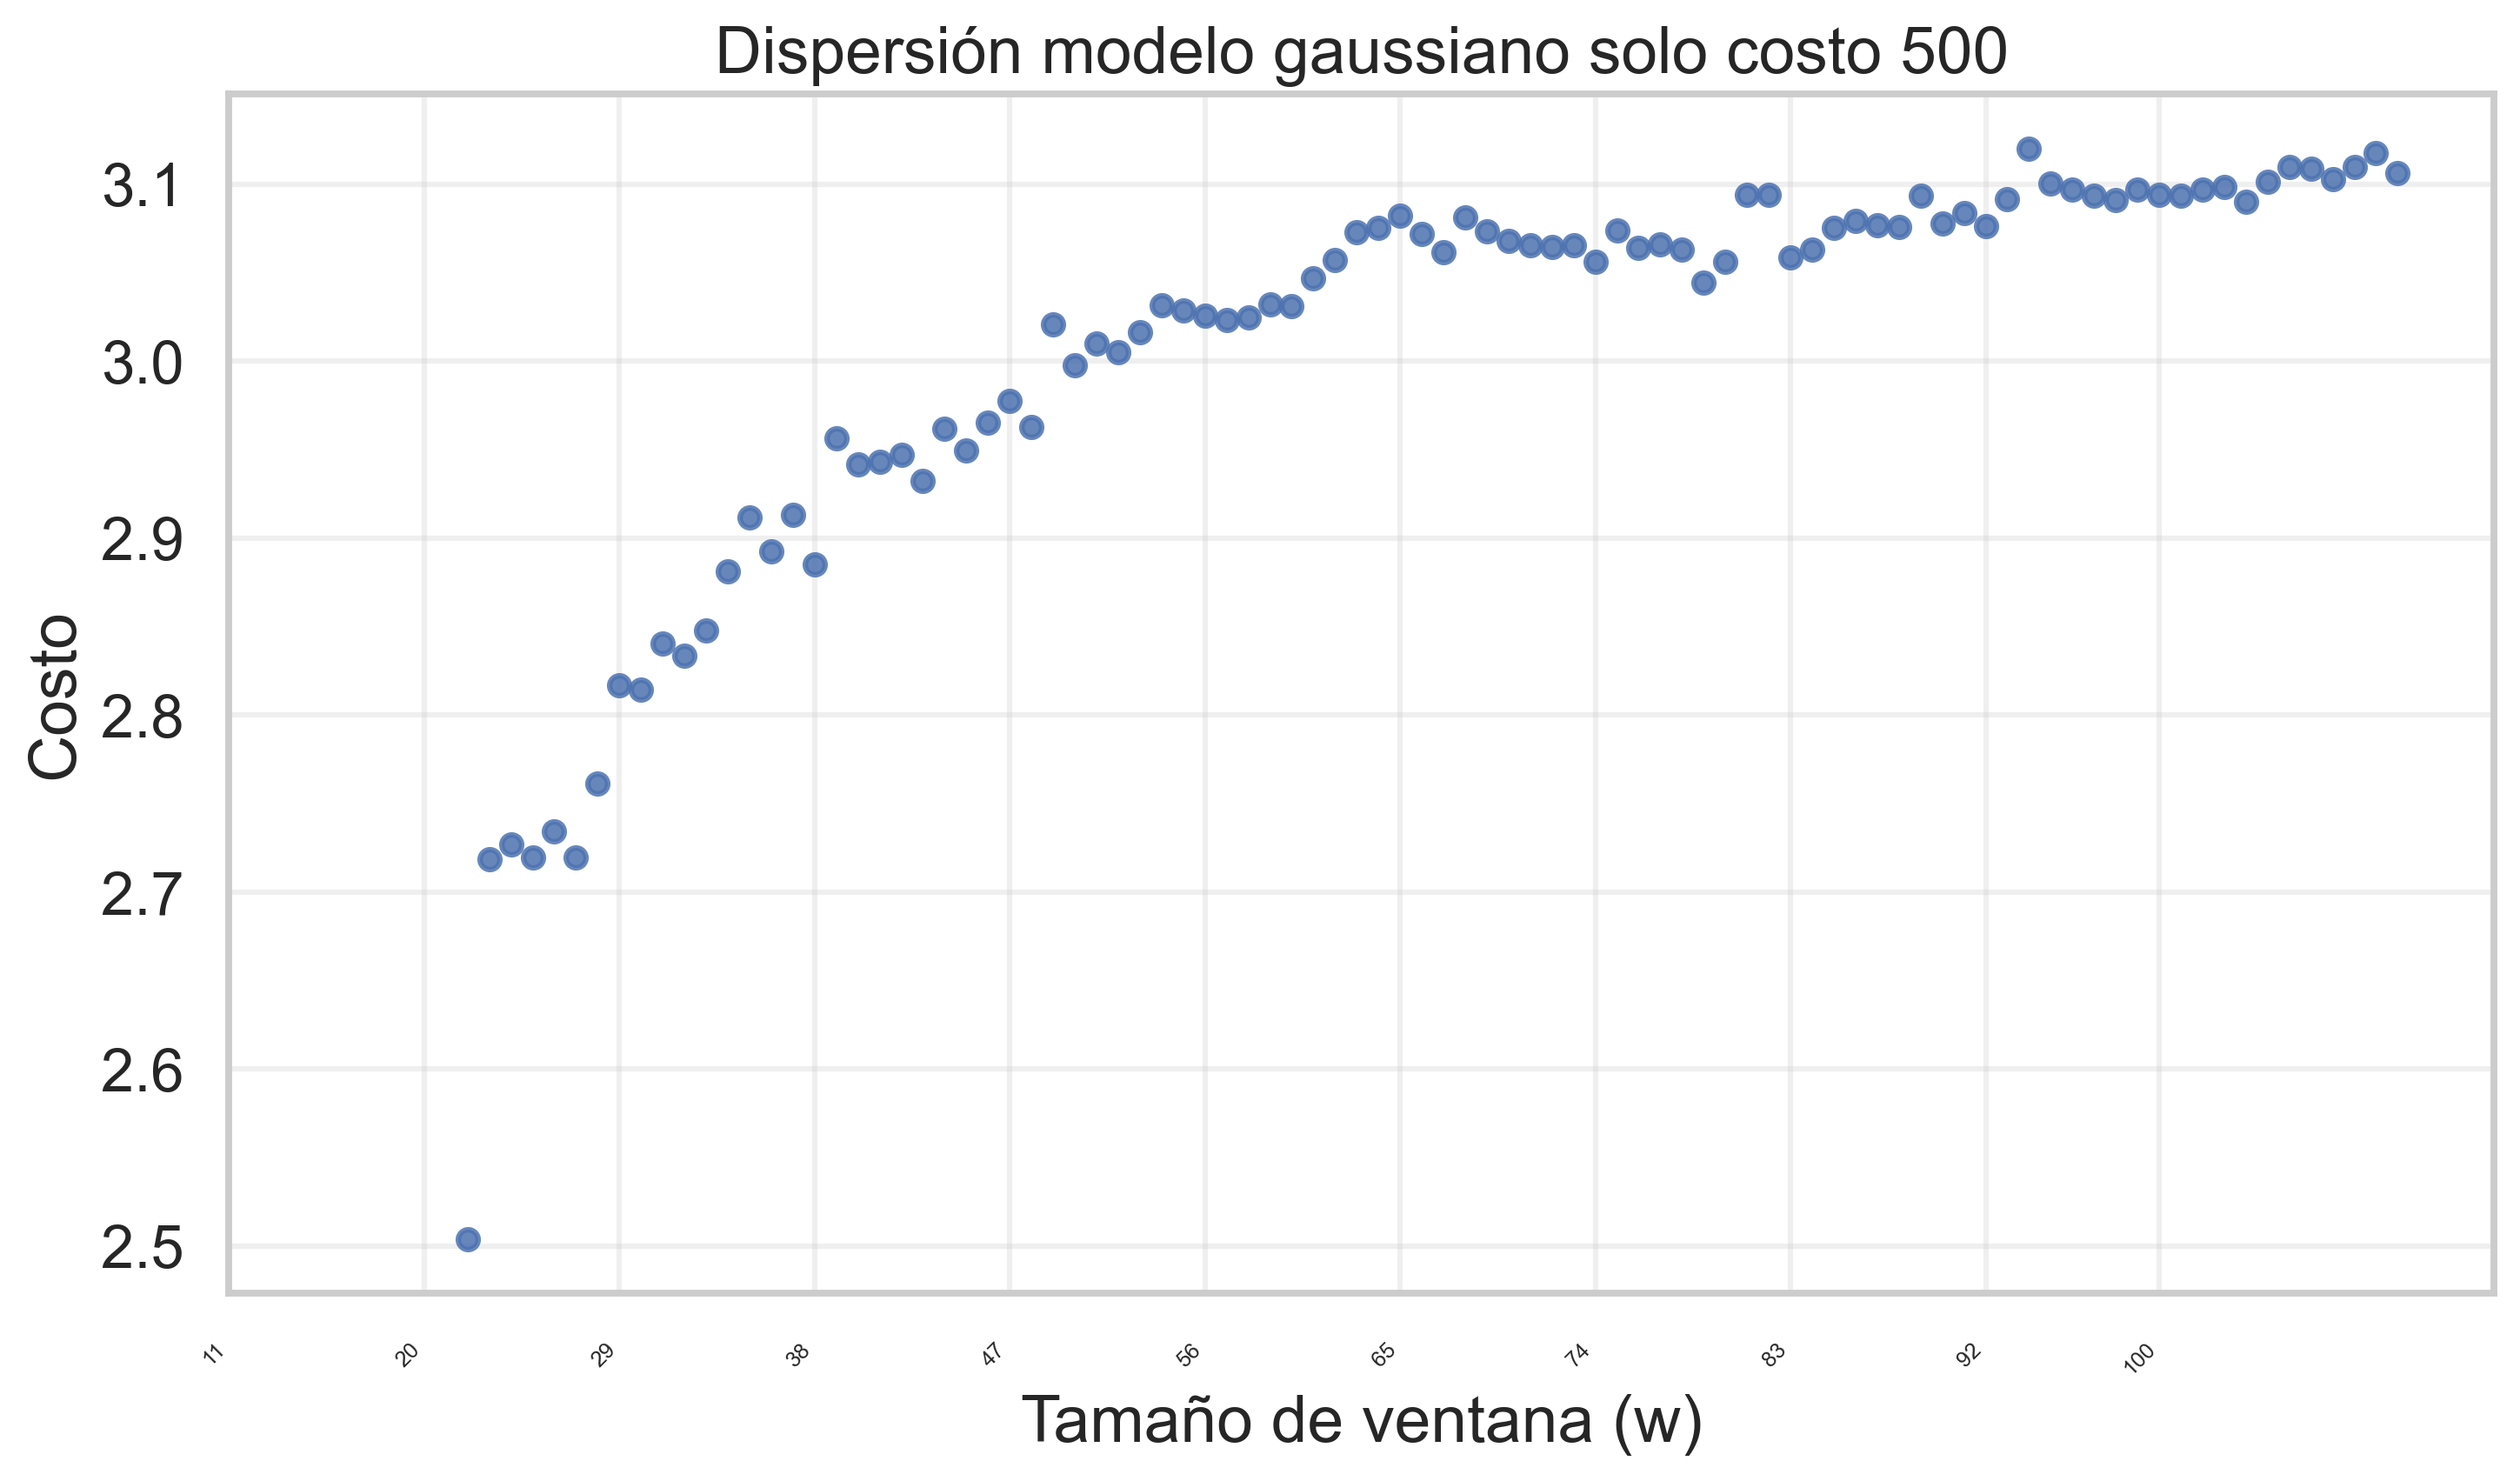 Dispersión modelo gaussiano solo costo 500
Costo
3.1
3.0
2.9
2.8
2.7
2.6
2.5
11 20 29 38 47 56 65 74 83 92 100
Tamaño de ventana (w)